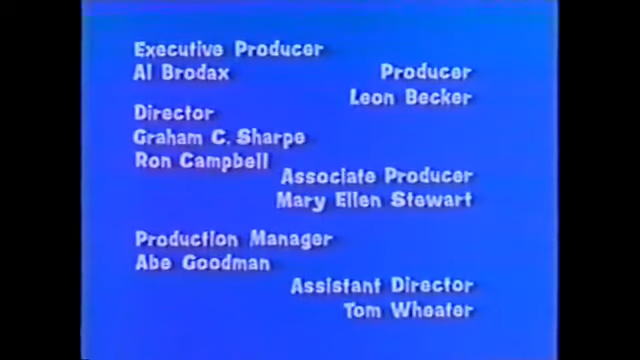 Executive Producer
Al Brodax
Producer
Leon Becker
Director
Graham C. Sharpe
Ron Campbell
Associate Producer
Mary Ellen Stewart
Production Manager
Abe Goodman
Assistant Director
Tom Wheater